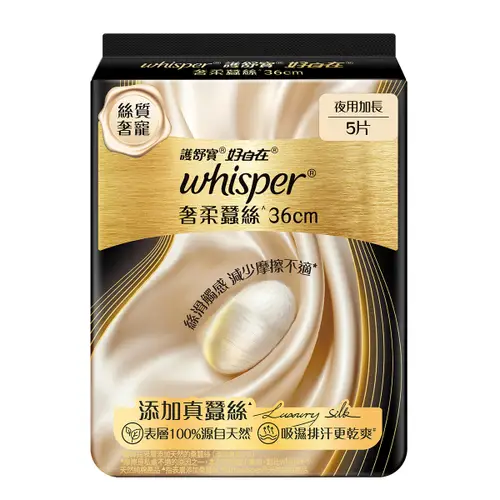 護舒寶® 好自在®
whisper®
奢柔蠶絲^36cm
絲質
奢寵
夜用加長
5片
護舒寶® 好自在®
whisper®
奢柔蠶絲^36cm
絲滑觸感 減少摩擦不適*
添加真蠶絲^
Luxury Silk
表層100%源自天然^
吸濕排汗更乾爽*